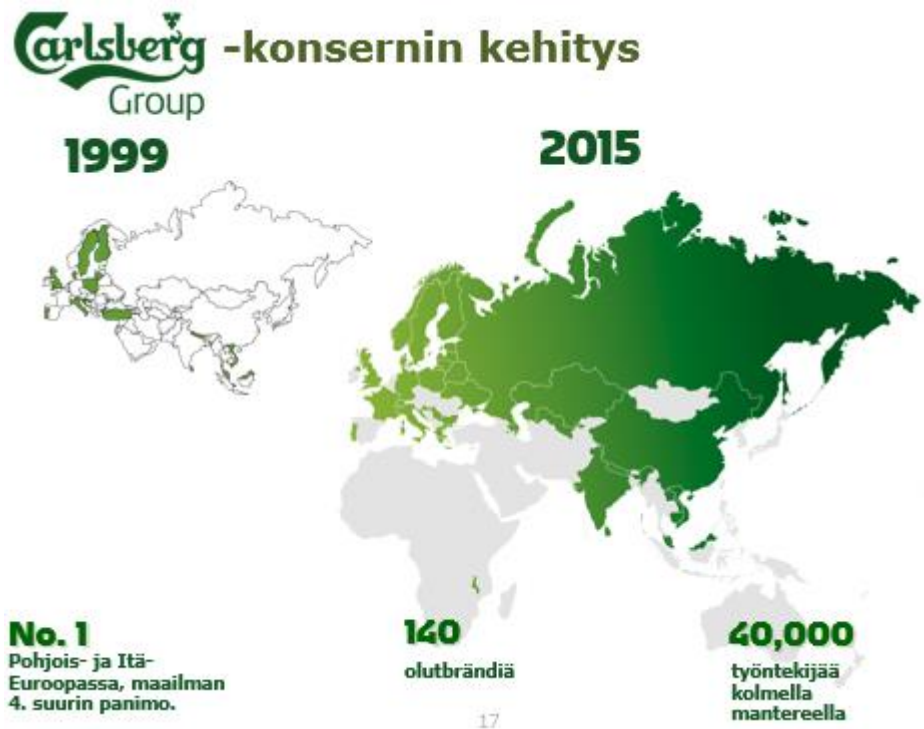 Carlsberg -konsernin kehitys
Group
1999
2015
No. 1
Pohjois- ja Itä-
Euroopassa, maailman
4. suurin panimo.
140
olutbrändiä
40,000
työntekijää
kolmella
mantereella
17